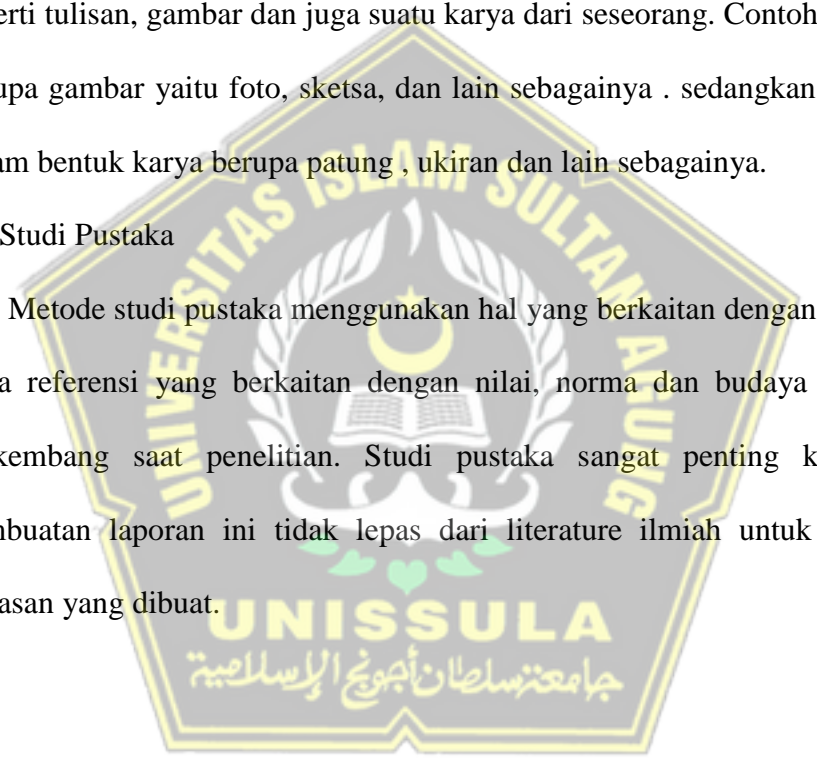 erti tulisan, gambar dan juga suatu karya dari seseorang. Contoh
upa gambar yaitu foto, sketsa, dan lain sebagainya . sedangkan
am bentuk karya berupa patung , ukiran dan lain sebagainya.
Studi Pustaka
Metode studi pustaka menggunakan hal yang berkaitan dengan
a referensi yang berkaitan dengan nilai, norma dan budaya
kembang saat penelitian. Studi pustaka sangat penting k
buatan laporan ini tidak lepas dari literature ilmiah untuk
asan yang dibuat.
UNIVERSITAS ISLAM SULTAN AGUNG
UNISSULA
جامعة سلطان أجونج الإسلامية